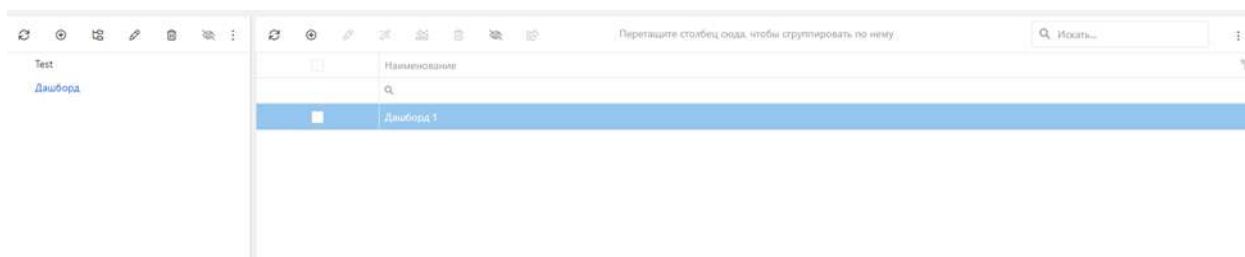 Перетащите столбец сюда, чтобы сгруппировать по нему
Искать...
Test
Дашборд
Наименование
Дашборд 1